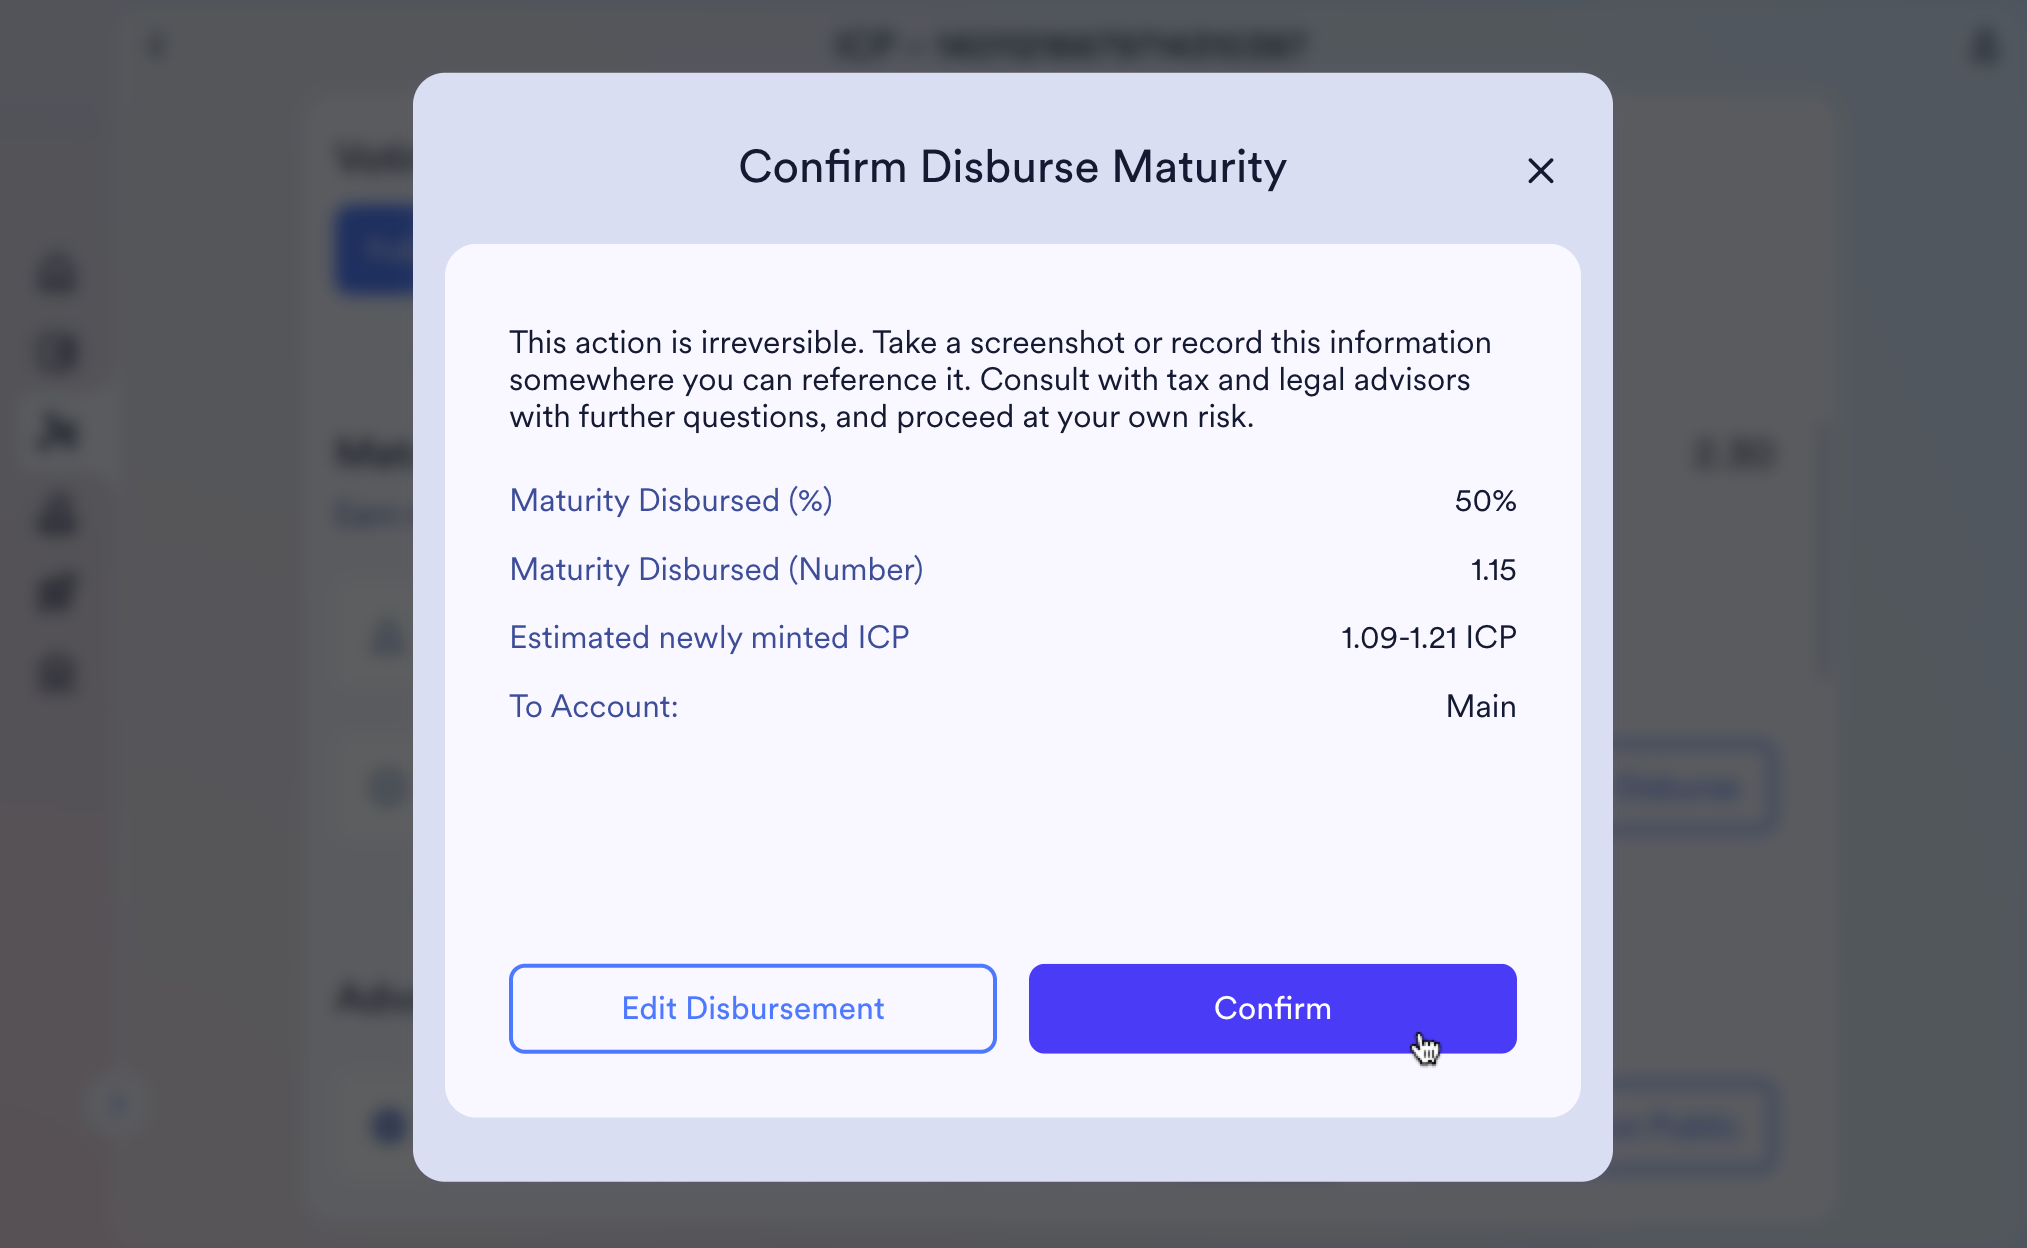 Confirm Disburse Maturity
This action is irreversible. Take a screenshot or record this information
somewhere you can reference it. Consult with tax and legal advisors
with further questions, and proceed at your own risk.
Maturity Disbursed (%) 50%
Maturity Disbursed (Number) 1.15
Estimated newly minted ICP 1.09-1.21 ICP
To Account: Main
Edit Disbursement Confirm